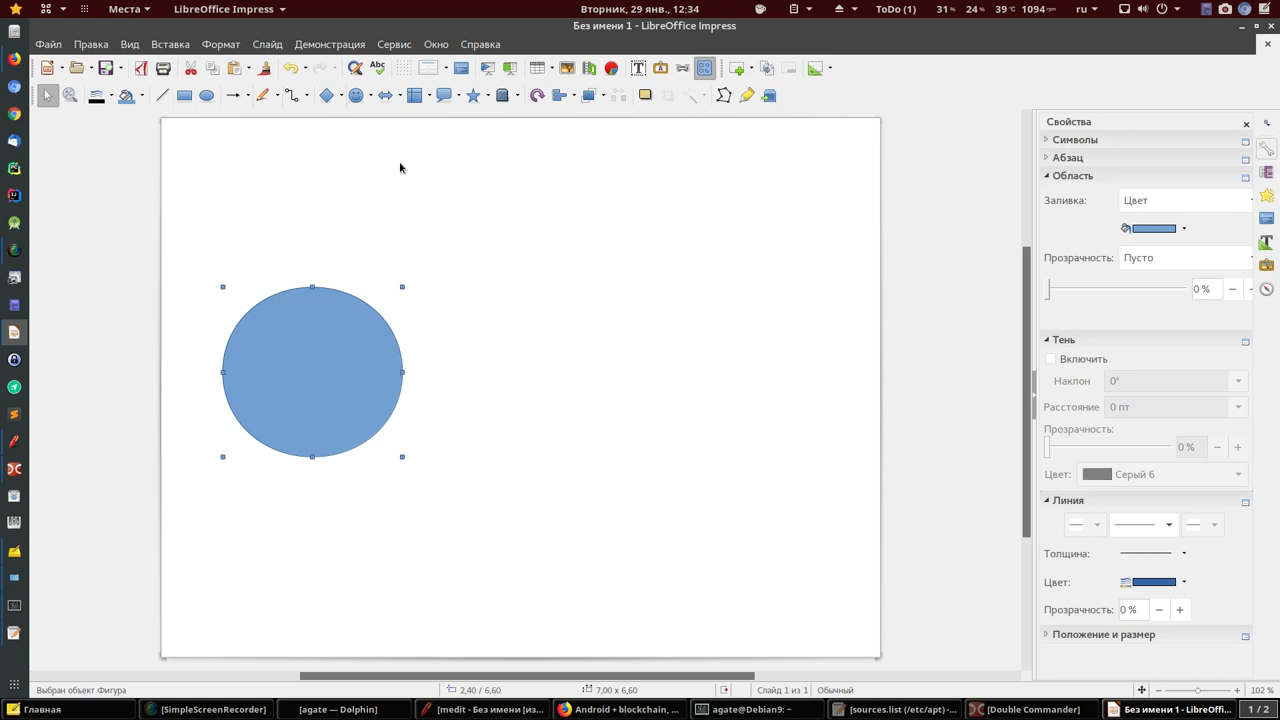 Места
LibreOffice Impress
Вторник, 29 янв., 12:34
ToDo (1)
31 %
24 %
39 °C
1094 rpm
ru
Без имени 1 - LibreOffice Impress
Файл
Правка
Вид
Вставка
Формат
Слайд
Демонстрация
Сервис
Окно
Справка
Abc
Свойства
Символы
Абзац
Область
Заливка:
Цвет
Прозрачность:
Пусто
0 %
Тень
Включить
Наклон
0°
Расстояние
0 пт
Прозрачность:
0 %
Цвет:
Серый 6
Линия
Толщина:
Цвет:
Прозрачность:
0 %
Положение и размер
Выбран объект Фигура
2,40 / 6,60
7,00 x 6,60
Слайд 1 из 1
Обычный
102 %
Главная
[SimpleScreenRecorder]
[agate — Dolphin]
[medit - Без имени [из...
Android + blockchain, ...
agate@Debian9: ~
[sources.list (/etc/apt) - ...
[Double Commander]
Без имени 1 - LibreOffi...
1 / 2